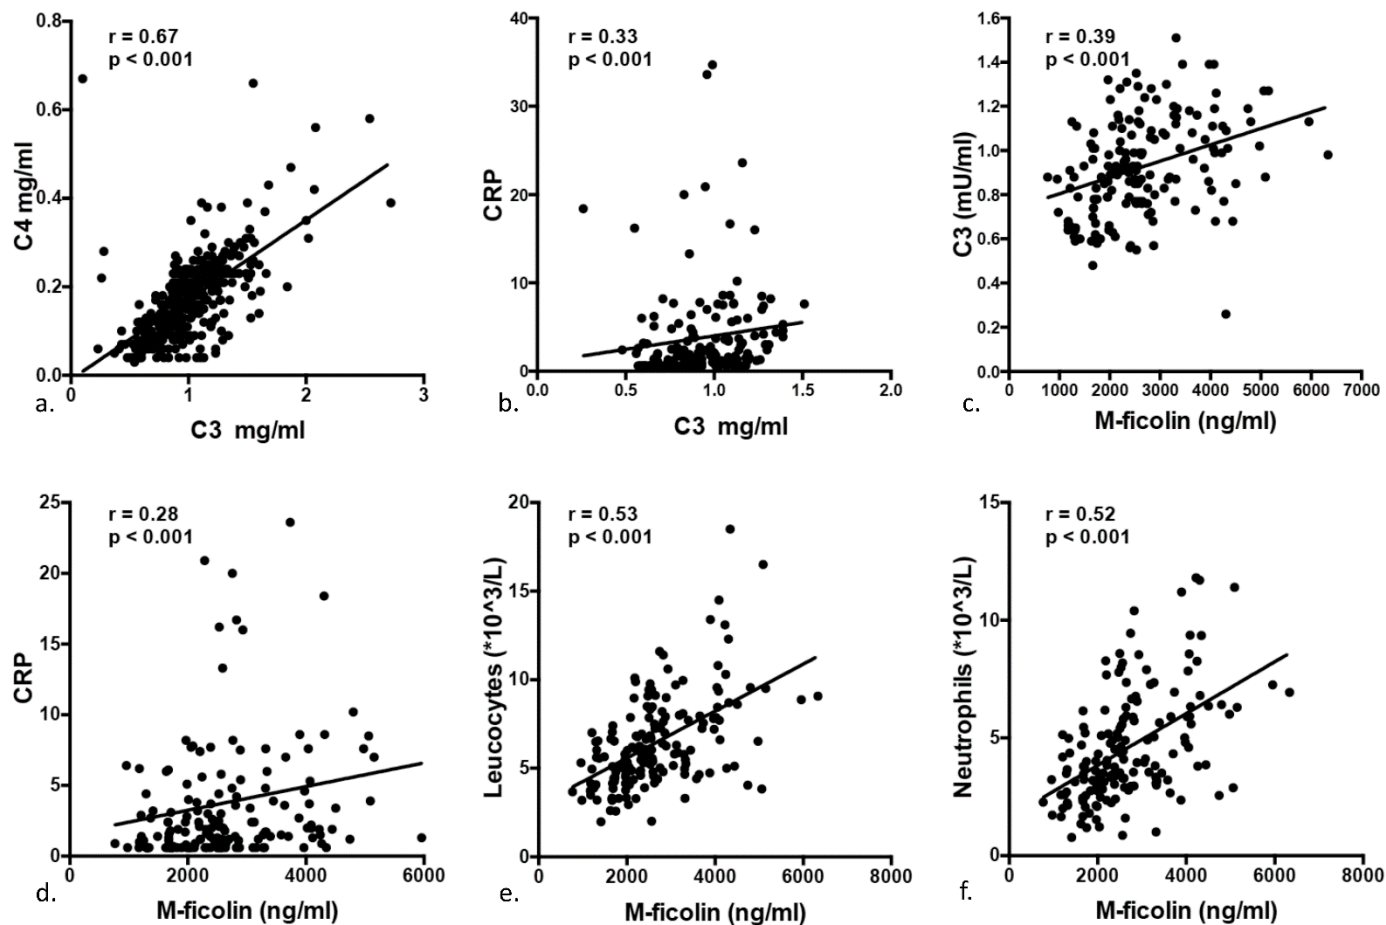 r = 0.67
p < 0.001
0.8
0.6
0.4
0.2
0.0
C4 mg/ml
0
1
2
3
a.
C3 mg/ml
r = 0.33
p < 0.001
40
30
20
10
0
CRP
0.0
0.5
1.0
1.5
2.0
b.
C3 mg/ml
r = 0.39
p < 0.001
1.6
1.4
1.2
1.0
0.8
0.6
0.4
0.2
0.0
C3 (mU/ml)
0
1000
2000
3000
4000
5000
6000
7000
c.
M-ficolin (ng/ml)
r = 0.28
p < 0.001
25
20
15
10
5
0
CRP
0
2000
4000
6000
d.
M-ficolin (ng/ml)
r = 0.53
p < 0.001
20
15
10
5
0
Leucocytes (*10^3/L)
0
2000
4000
6000
8000
e.
M-ficolin (ng/ml)
r = 0.52
p < 0.001
15
10
5
0
Neutrophils (*10^3/L)
0
2000
4000
6000
8000
f.
M-ficolin (ng/ml)